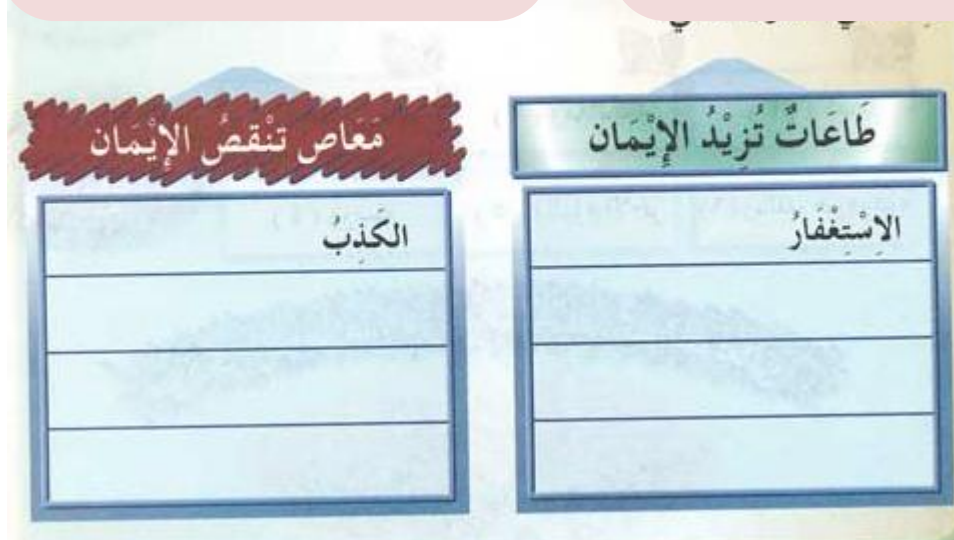 طَاعَاتٌ تُزِيْدُ الإِيْمَان
الاِسْتِغْفَارُ
مَعَاصٍ تنْقصُ الإِيْمَان
الكَذِبُ